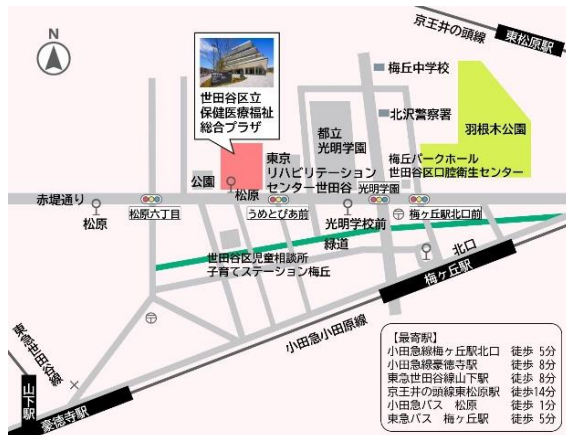 N
京王井の頭線
東松原駅
梅丘中学校
世田谷区立
保健医療福祉
総合プラザ
北沢警察署
羽根木公園
都立
光明学園
東京
リハビリテーション
センター世田谷
梅丘パークホール
世田谷区口腔衛生センター
公園
松原
光明学園
赤堤通り
松原
松原六丁目
うめとぴあ前
光明学校前
梅ヶ丘駅北口前
緑道
北口
世田谷区児童相談所
子育てステーション梅丘
梅ヶ丘駅
小田急小田原線
東急世田谷線
山下駅
豪徳寺駅
【最寄駅】
小田急線梅ヶ丘駅北口 徒歩 5分
小田急線豪徳寺駅 徒歩 8分
東急世田谷線山下駅 徒歩 8分
京王井の頭線東松原駅 徒歩14分
小田急バス 松原 徒歩 1分
東急バス 梅ヶ丘駅 徒歩 5分